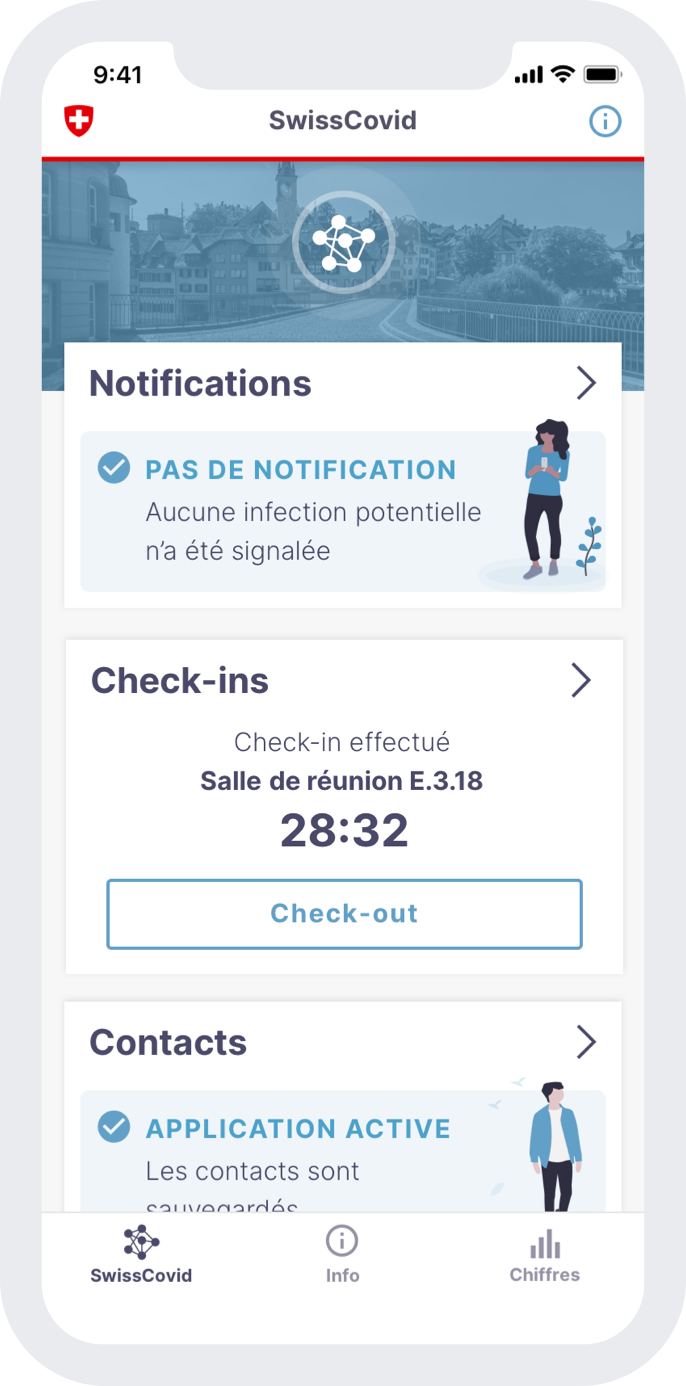 9:41
SwissCovid
Notifications
PAS DE NOTIFICATION
Aucune infection potentielle
n’a été signalée
Check-ins
Check-in effectué
Salle de réunion E.3.18
28:32
Check-out
Contacts
APPLICATION ACTIVE
Les contacts sont
sauvegardés
SwissCovid
Info
Chiffres